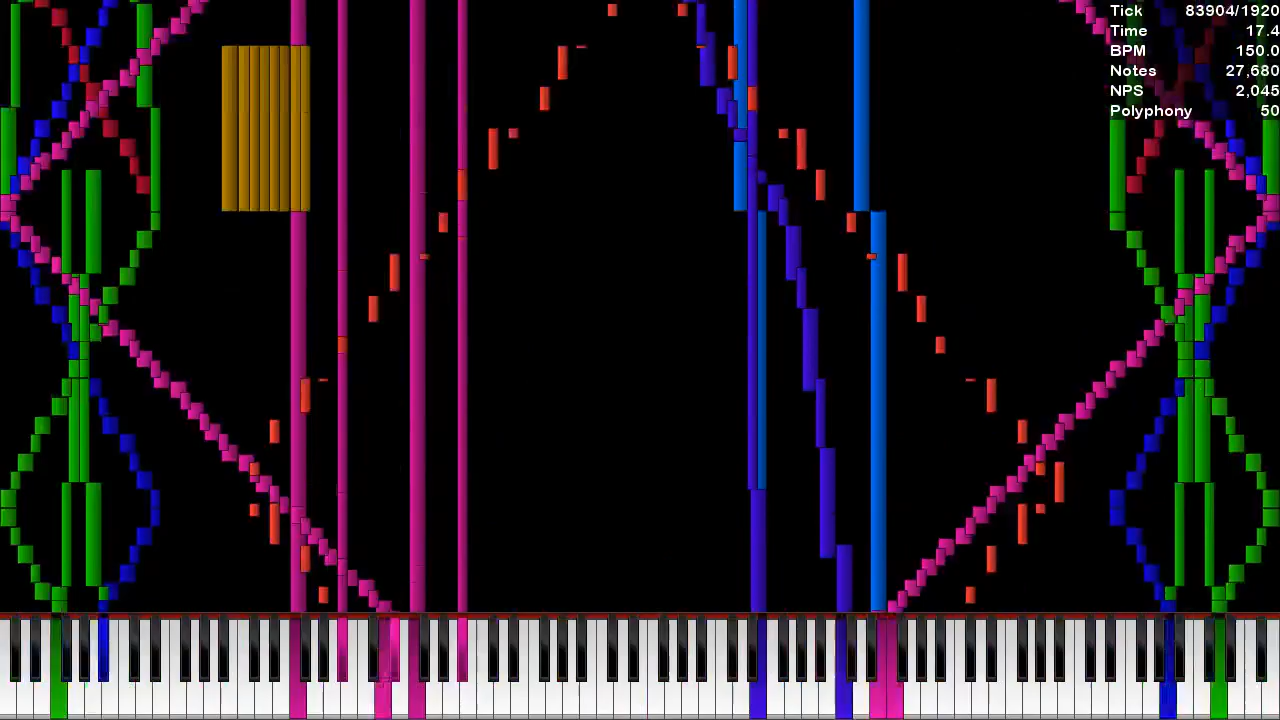 Tick 83904/1920
Time 17.4
BPM 150.0
Notes 27,680
NPS 2,045
Polyphony 50